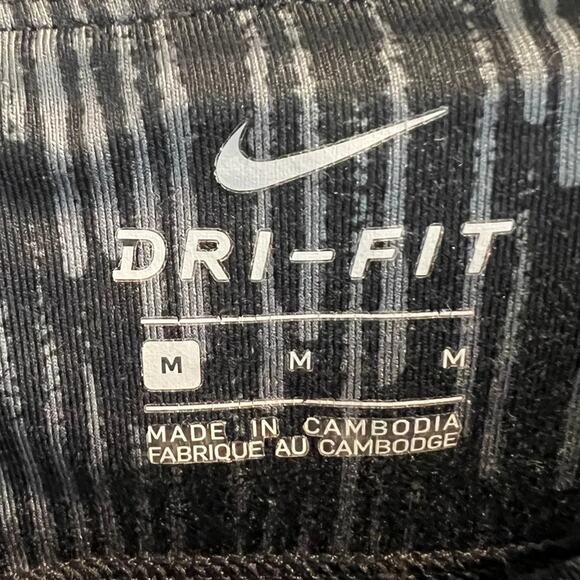 DRI-FIT
M M M
MADE IN CAMBODIA
FABRIQUE AU CAMBODGE